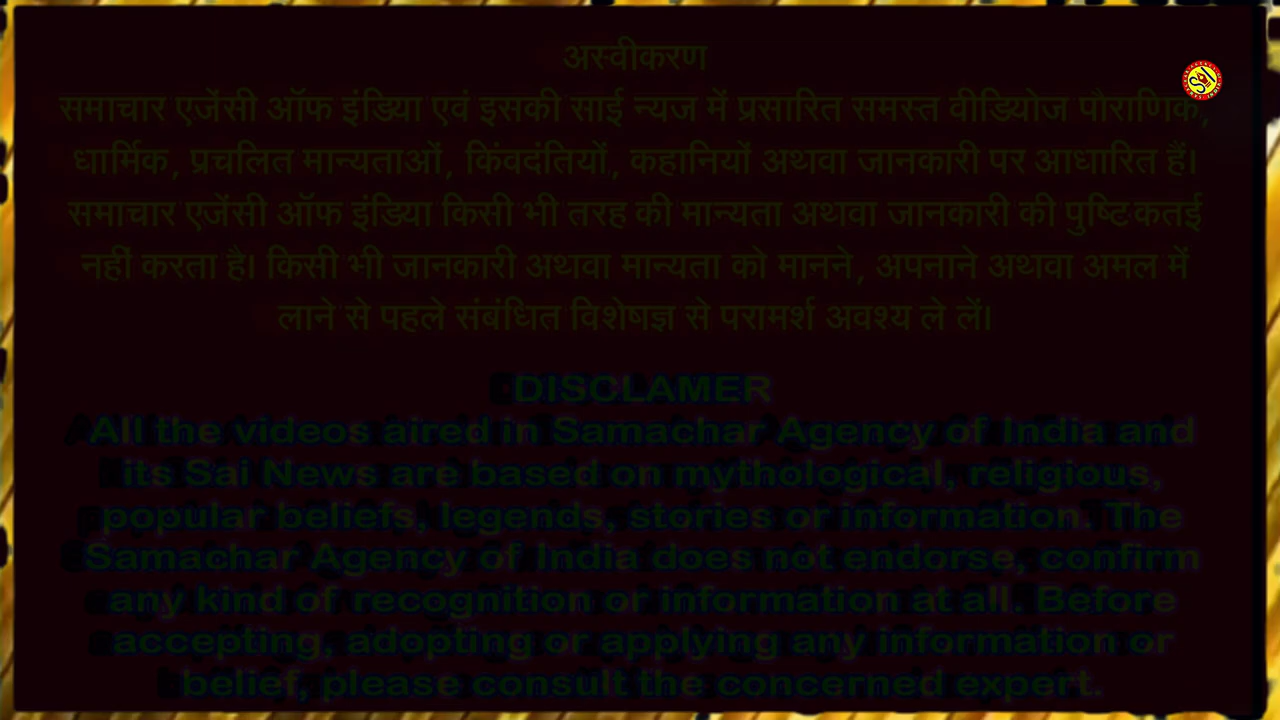 अस्वीकरण
समाचार एजेंसी ऑफ इंडिया एवं इसकी साई न्यज में प्रसारित समस्त वीडियोज पौराणिक,
धार्मिक, प्रचलित मान्यताओं, किंवदंतियों, कहानियों अथवा जानकारी पर आधारित हैं।
समाचार एजेंसी ऑफ इंडिया किसी भी तरह की मान्यता अथवा जानकारी की पुष्टि कतई
नहीं करता है। किसी भी जानकारी अथवा मान्यता को मानने, अपनाने अथवा अमल में
लाने से पहले संबंधित विशेषज्ञ से परामर्श अवश्य ले लें।
DISCLAMER
All the videos aired in Samachar Agency of India and
its Sai News are based on mythological, religious,
popular beliefs, legends, stories or information. The
Samachar Agency of India does not endorse, confirm
any kind of recognition or information at all. Before
accepting, adopting or applying any information or
belief, please consult the concerned expert.